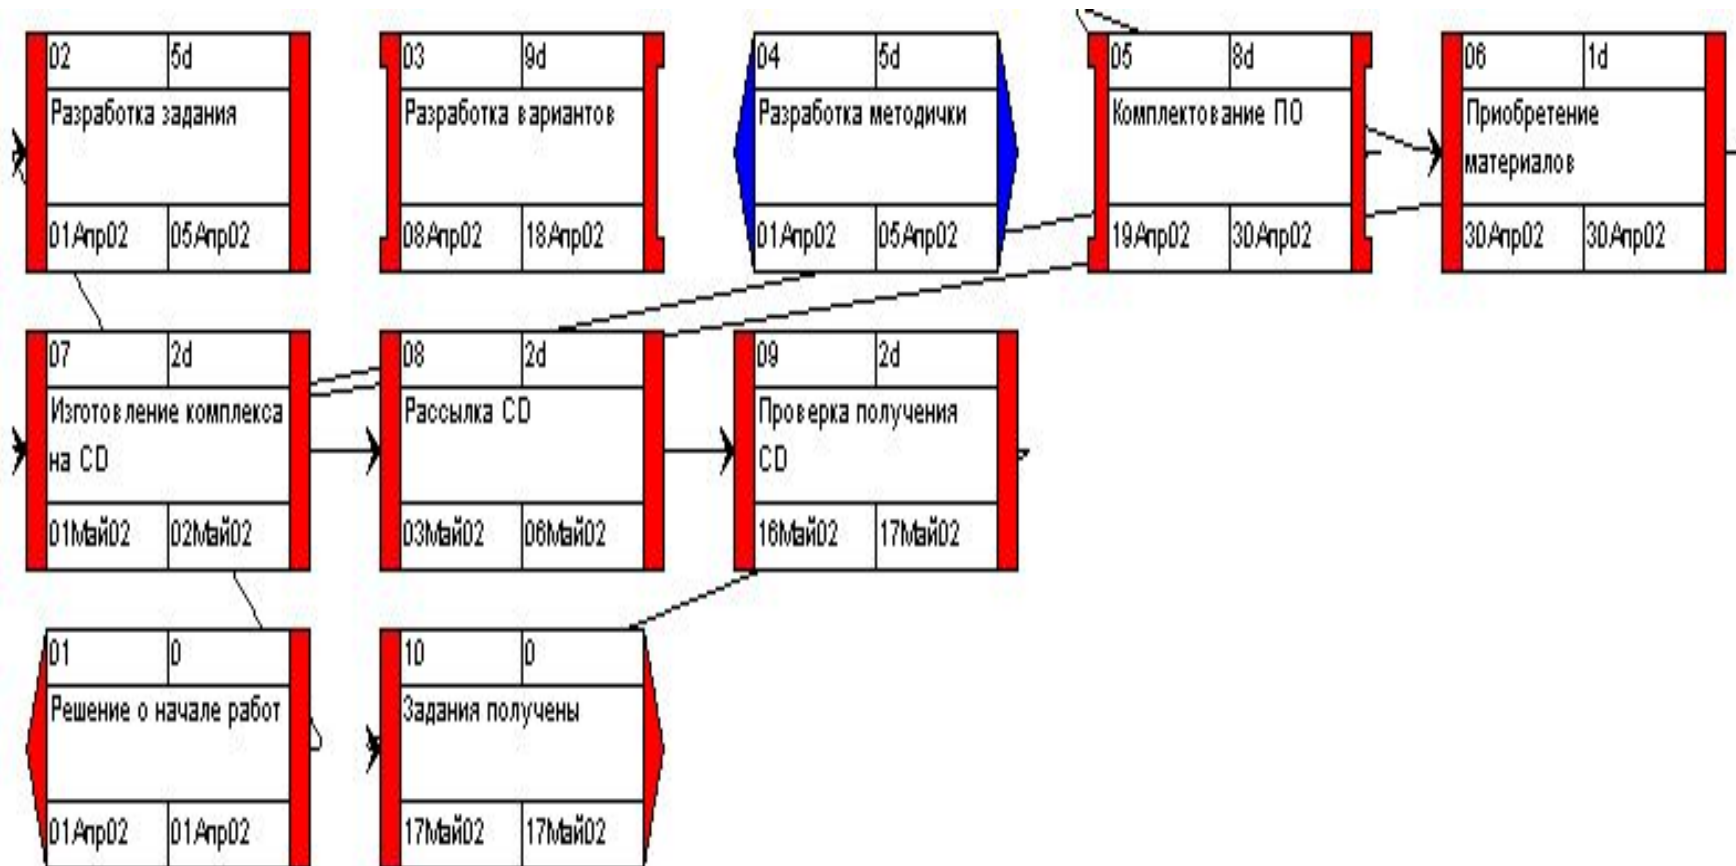 02 5d
Разработка задания
01Апр02 05Апр02
03 9d
Разработка вариантов
08Апр02 18Апр02
04 5d
Разработка методички
01Апр02 05Апр02
05 8d
Комплектование ПО
19Апр02 30Апр02
06 1d
Приобретение
материалов
30Апр02 30Апр02
07 2d
Изготовление комплекса
на CD
01Май02 02Май02
08 2d
Рассылка CD
03Май02 06Май02
09 2d
Проверка получения
CD
16Май02 17Май02
01 0
Решение о начале работ
01Апр02 01Апр02
10 0
Задания получены
17Май02 17Май02